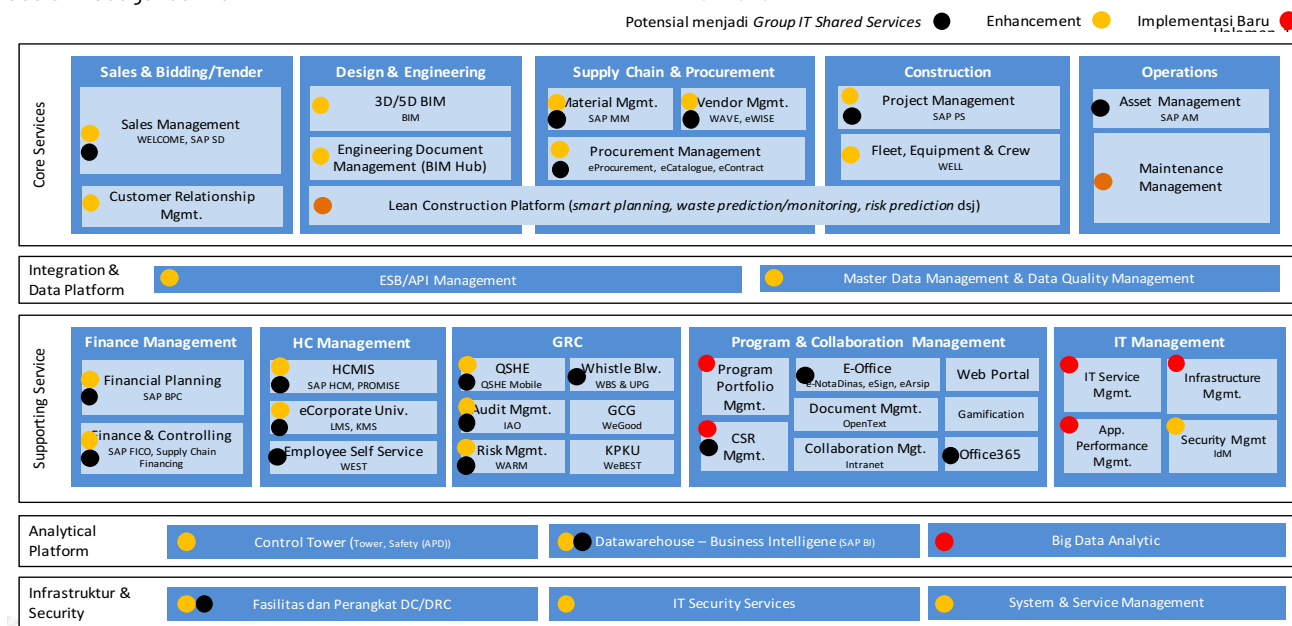 Potensial menjadi Group IT Shared Services
Enhancement
Implementasi Baru
Core Services
Sales & Bidding/Tender
Sales Management
WELCOME, SAP SD
Customer Relationship
Mgmt.
Design & Engineering
3D/5D BIM
BIM
Engineering Document
Management (BIM Hub)
Supply Chain & Procurement
Material Mgmt.
SAP MM
Vendor Mgmt.
WAVE, eWISE
Procurement Management
eProcurement, eCatalogue, eContract
Construction
Project Management
SAP PS
Fleet, Equipment & Crew
WELL
Lean Construction Platform (smart planning, waste prediction/monitoring, risk prediction dsj)
Operations
Asset Management
SAP AM
Maintenance
Management
Integration &
Data Platform
ESB/API Management
Master Data Management & Data Quality Management
Supporting Service
Finance Management
Financial Planning
SAP BPC
Finance & Controlling
SAP FICO, Supply Chain
Financing
HC Management
HCMIS
SAP HCM, PROMISE
eCorporate Univ.
LMS, KMS
Employee Self Service
WEST
GRC
QSHE
QSHE Mobile
Whistle Blw.
WBS & UPG
Audit Mgmt.
IAO
GCG
WeGood
Risk Mgmt.
WARM
KPKU
WeBEST
Program & Collaboration Management
Program
Portfolio
Mgmt.
CSR
Mgmt.
E-Office
e-NotaDinas, eSign, eArsip
Document Mgmt.
OpenText
Collaboration Mgt.
Intranet
Web Portal
Gamification
Office365
IT Management
IT Service
Mgmt.
Infrastructure
Mgmt.
App.
Performance
Mgmt.
Security Mgmt
IdM
Analytical
Platform
Control Tower (Tower, Safety (APD))
Datawarehouse – Business Intelligene (SAP BI)
Big Data Analytic
Infrastruktur &
Security
Fasilitas dan Perangkat DC/DRC
IT Security Services
System & Service Management